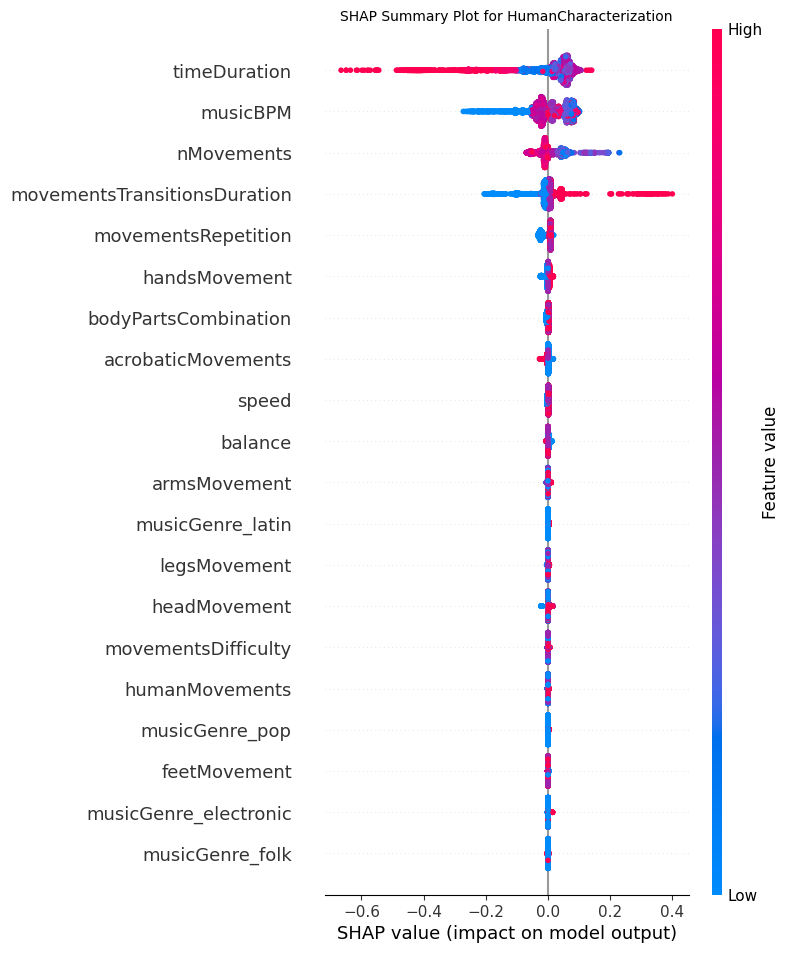 SHAP Summary Plot for HumanCharacterization
High
timeDuration
musicBPM
nMovements
movementsTransitionsDuration
movementsRepetition
handsMovement
bodyPartsCombination
acrobaticMovements
speed
balance
armsMovement
musicGenre_latin
legsMovement
headMovement
movementsDifficulty
humanMovements
musicGenre_pop
feetMovement
musicGenre_electronic
musicGenre_folk
Feature value
Low
−0.6 −0.4 −0.2 0.0 0.2 0.4
SHAP value (impact on model output)